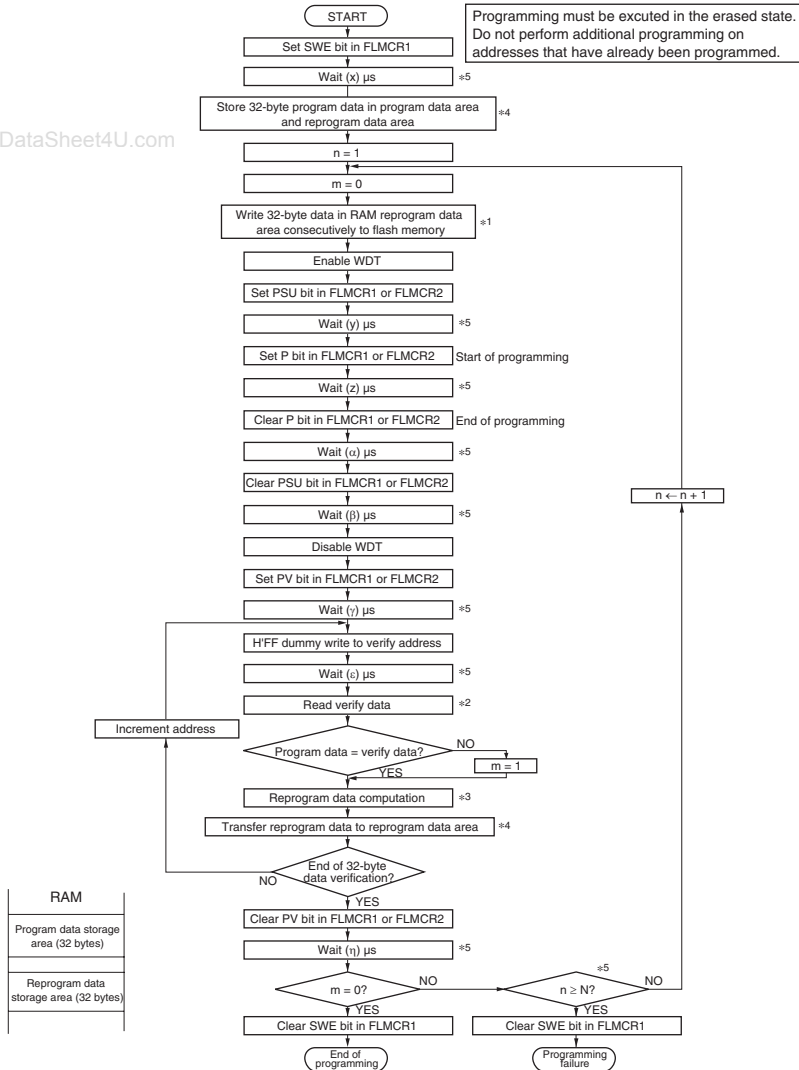 START
Programming must be excuted in the erased state.
Do not perform additional programming on
addresses that have already been programmed.
Set SWE bit in FLMCR1
Wait (x) µs
*5
Store 32-byte program data in program data area
and reprogram data area
*4
DataSheet4U.com
n = 1
m = 0
Write 32-byte data in RAM reprogram data
area consecutively to flash memory
*1
Enable WDT
Set PSU bit in FLMCR1 or FLMCR2
Wait (y) µs
*5
Set P bit in FLMCR1 or FLMCR2
Start of programming
Wait (z) µs
*5
Clear P bit in FLMCR1 or FLMCR2
End of programming
Wait (α) µs
*5
Clear PSU bit in FLMCR1 or FLMCR2
n ← n + 1
Wait (β) µs
*5
Disable WDT
Set PV bit in FLMCR1 or FLMCR2
Wait (γ) µs
*5
H'FF dummy write to verify address
Wait (ε) µs
*5
Read verify data
*2
Increment address
Program data = verify data?
NO
m = 1
YES
Reprogram data computation
*3
Transfer reprogram data to reprogram data area
*4
End of 32-byte
data verification?
NO
YES
Clear PV bit in FLMCR1 or FLMCR2
Wait (η) µs
*5
RAM
Program data storage
area (32 bytes)
Reprogram data
storage area (32 bytes)
m = 0?
NO
*5
n ≥ N?
NO
YES
YES
Clear SWE bit in FLMCR1
Clear SWE bit in FLMCR1
End of
programming
Programming
failure